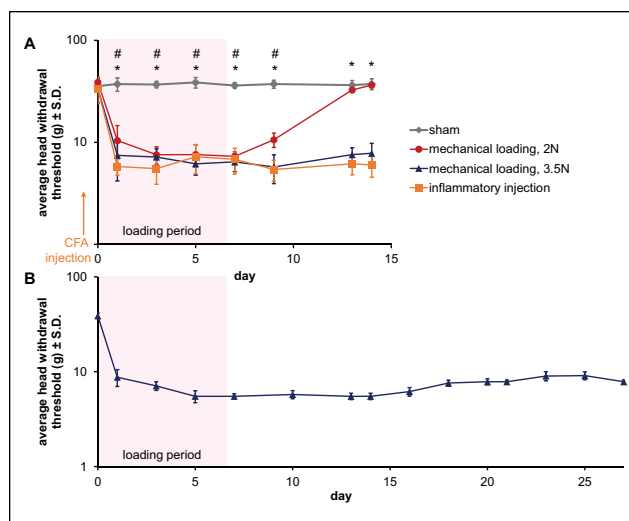 A
100
10
average head withdrawal
threshold (g) ± S.D.
# # # # #
* * * * * * *
sham
mechanical loading, 2N
mechanical loading, 3.5N
inflammatory injection
loading period
CFA
injection
0 5 10 15
day
B
100
10
1
average head withdrawal
threshold (g) ± S.D.
loading period
0 5 10 15 20 25
day